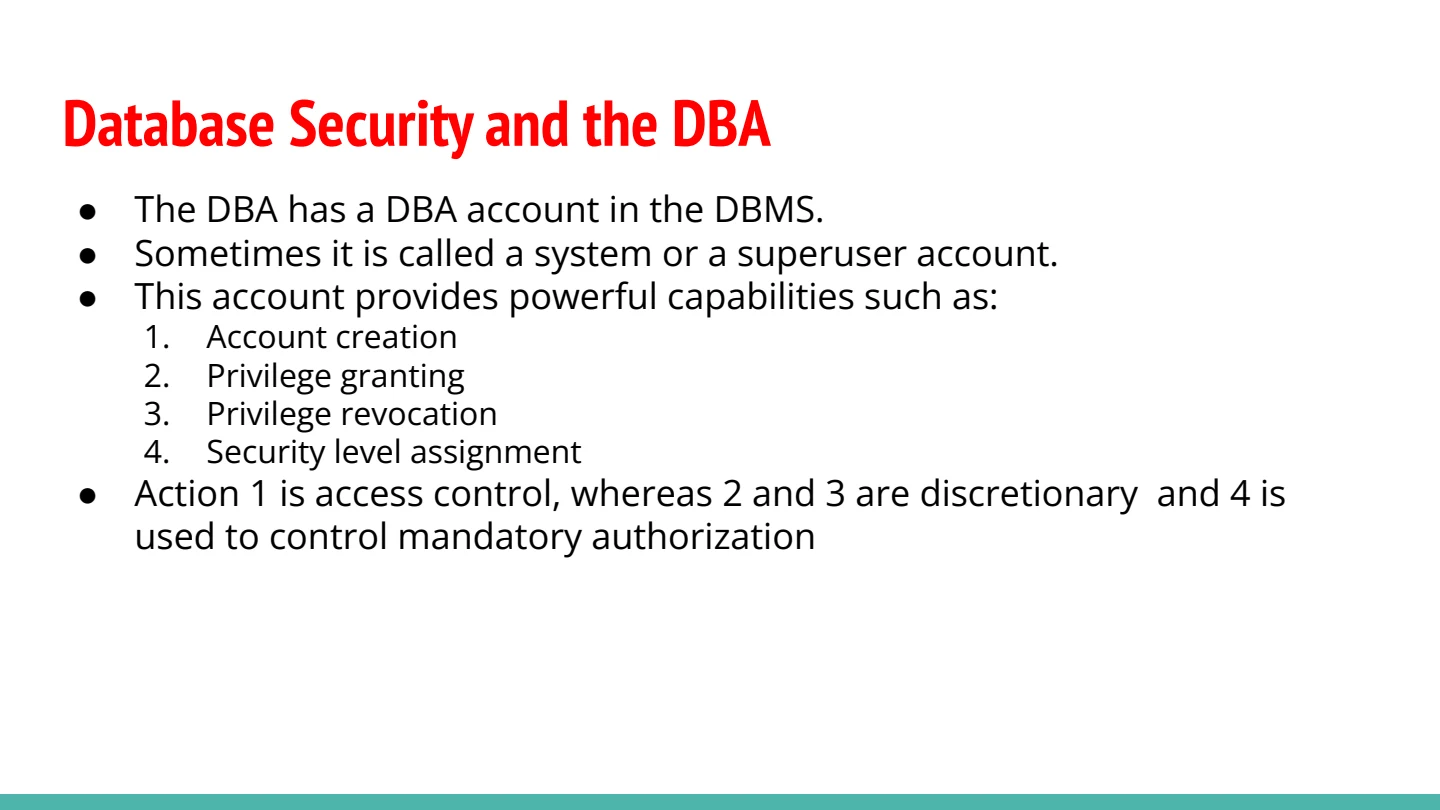 Database Security and the DBA
● The DBA has a DBA account in the DBMS.
● Sometimes it is called a system or a superuser account.
● This account provides powerful capabilities such as:
1. Account creation
2. Privilege granting
3. Privilege revocation
4. Security level assignment
● Action 1 is access control, whereas 2 and 3 are discretionary  and 4 is
used to control mandatory authorization